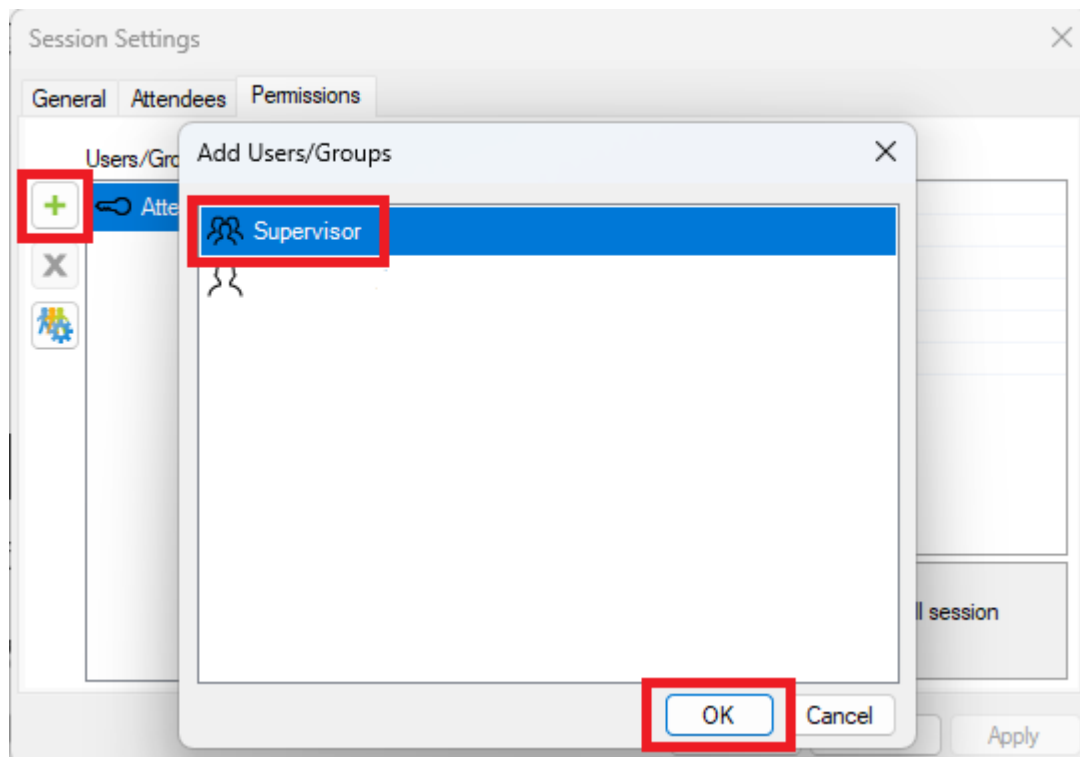 Session Settings
General Attendees Permissions
Users/Gro
Add Users/Groups
Atte
Supervisor
ll session
OK Cancel
Apply